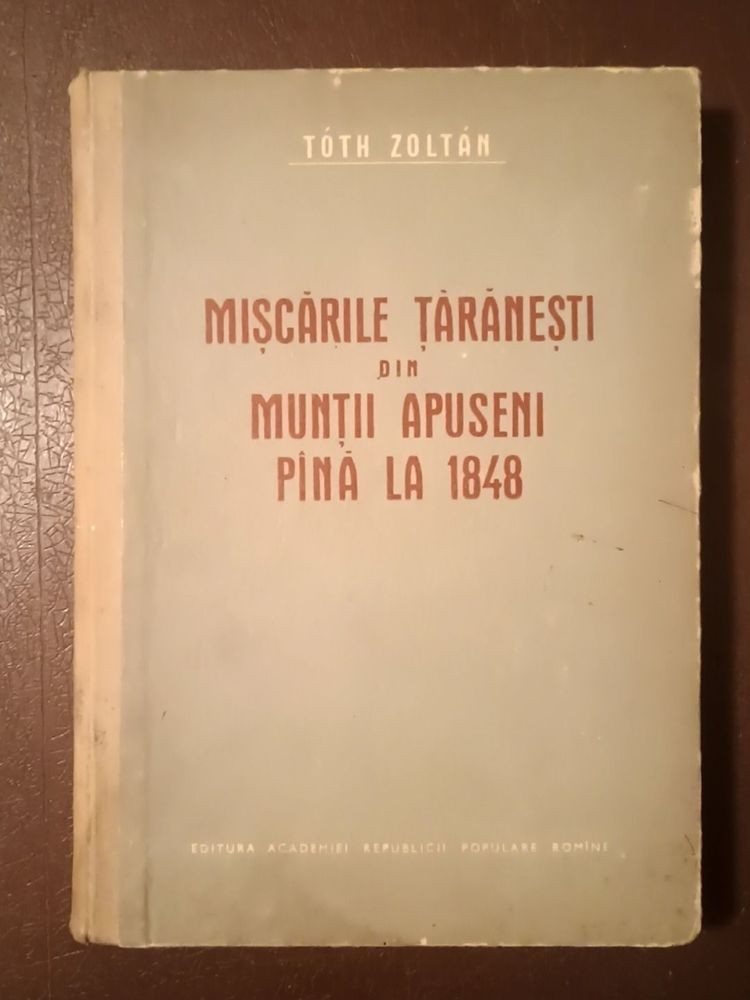 TÓTH ZOLTÁN
MIȘCĂRILE ȚĂRĂNEȘTI
DIN
MUNȚII APUSENI
PÎNĂ LA 1848
EDITURA ACADEMIEI REPUBLICII POPULARE ROMÎNE